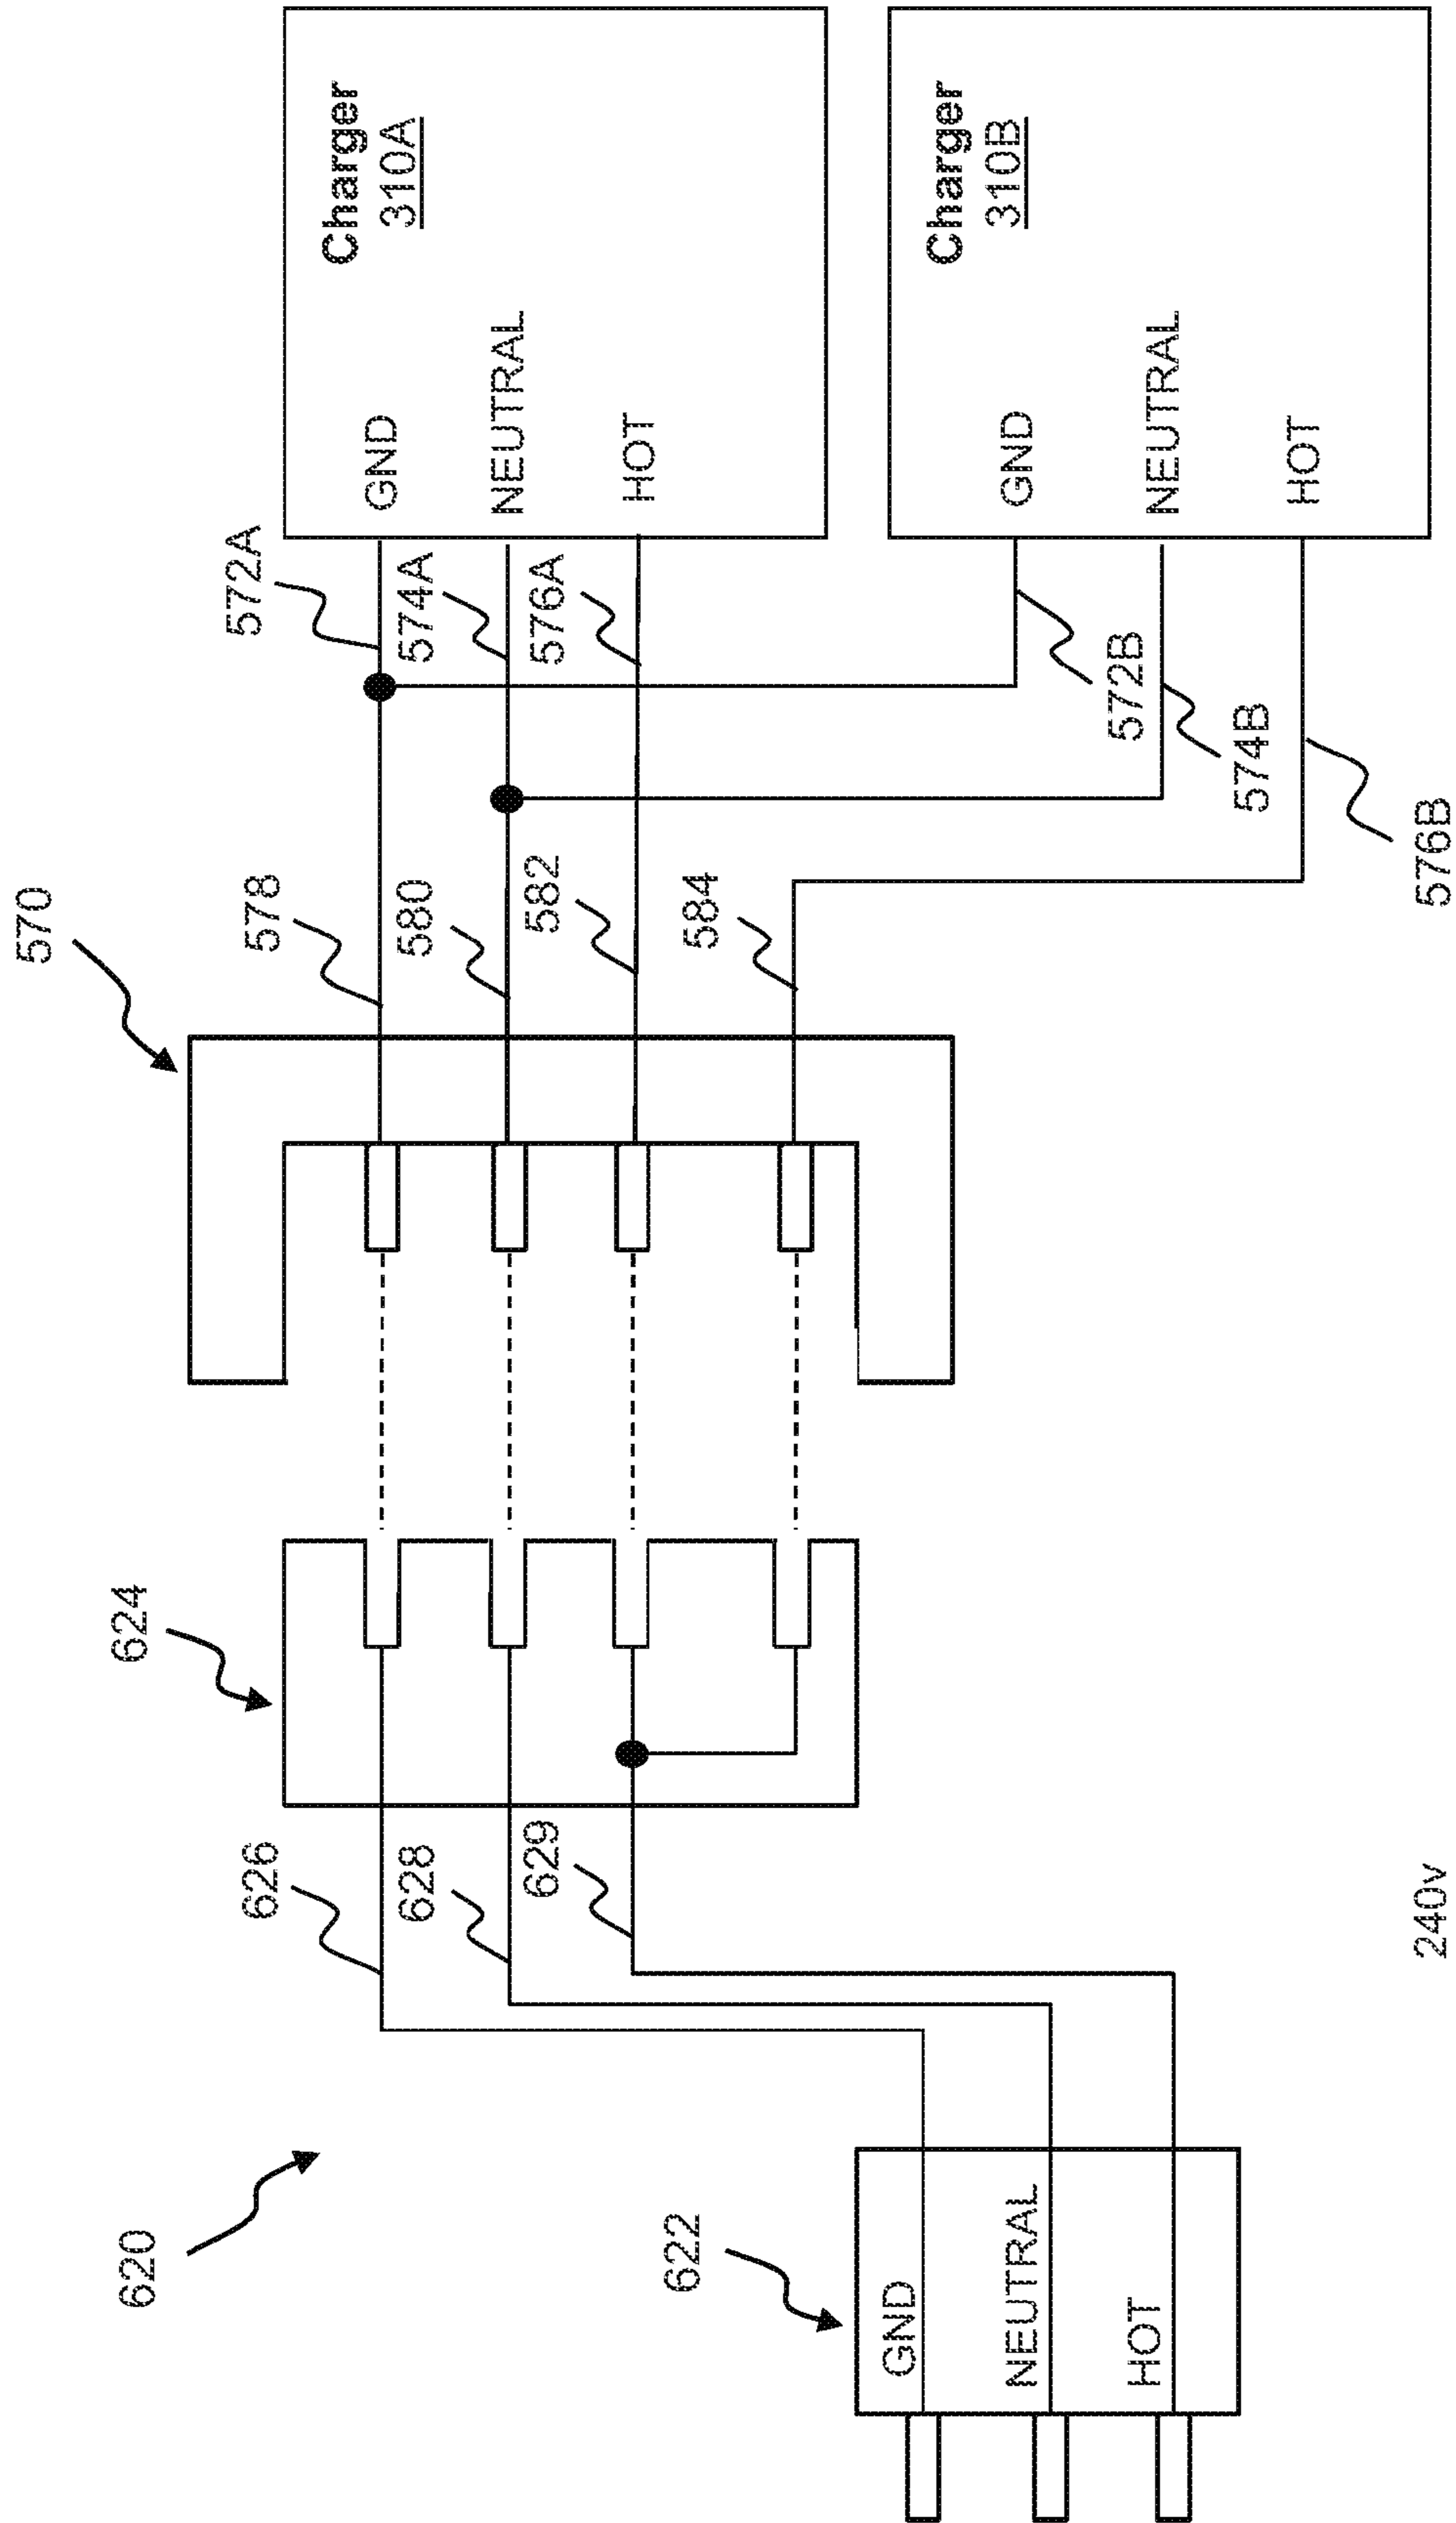 620
622
GND
NEUTRAL
HOT
240v
626
628
629
624
570
578
580
582
584
572A
574A
576A
572B
574B
576B
Charger
310A
GND
NEUTRAL
HOT
Charger
310B
GND
NEUTRAL
HOT